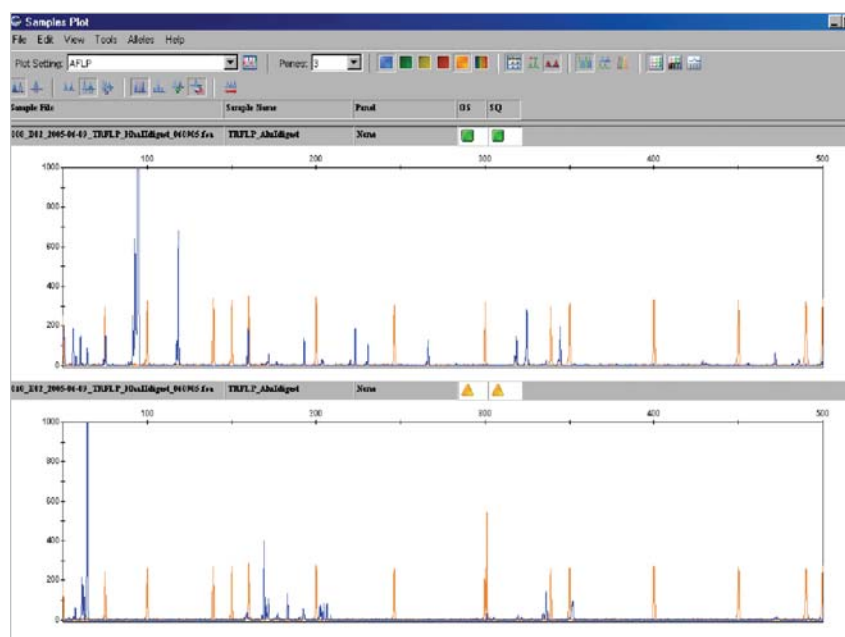 Samples Plot
File Edit View Tools Alleles Help
Plot Setting: AFLP Panes: 3
Sample File Sample Name Panel OS SQ
TRFLP_AluIdigest None
100 200 300 400 500
1000
800
600
400
200
0
TRFLP_AluIdigest None
100 200 300 400 500
1000
800
600
400
200
0